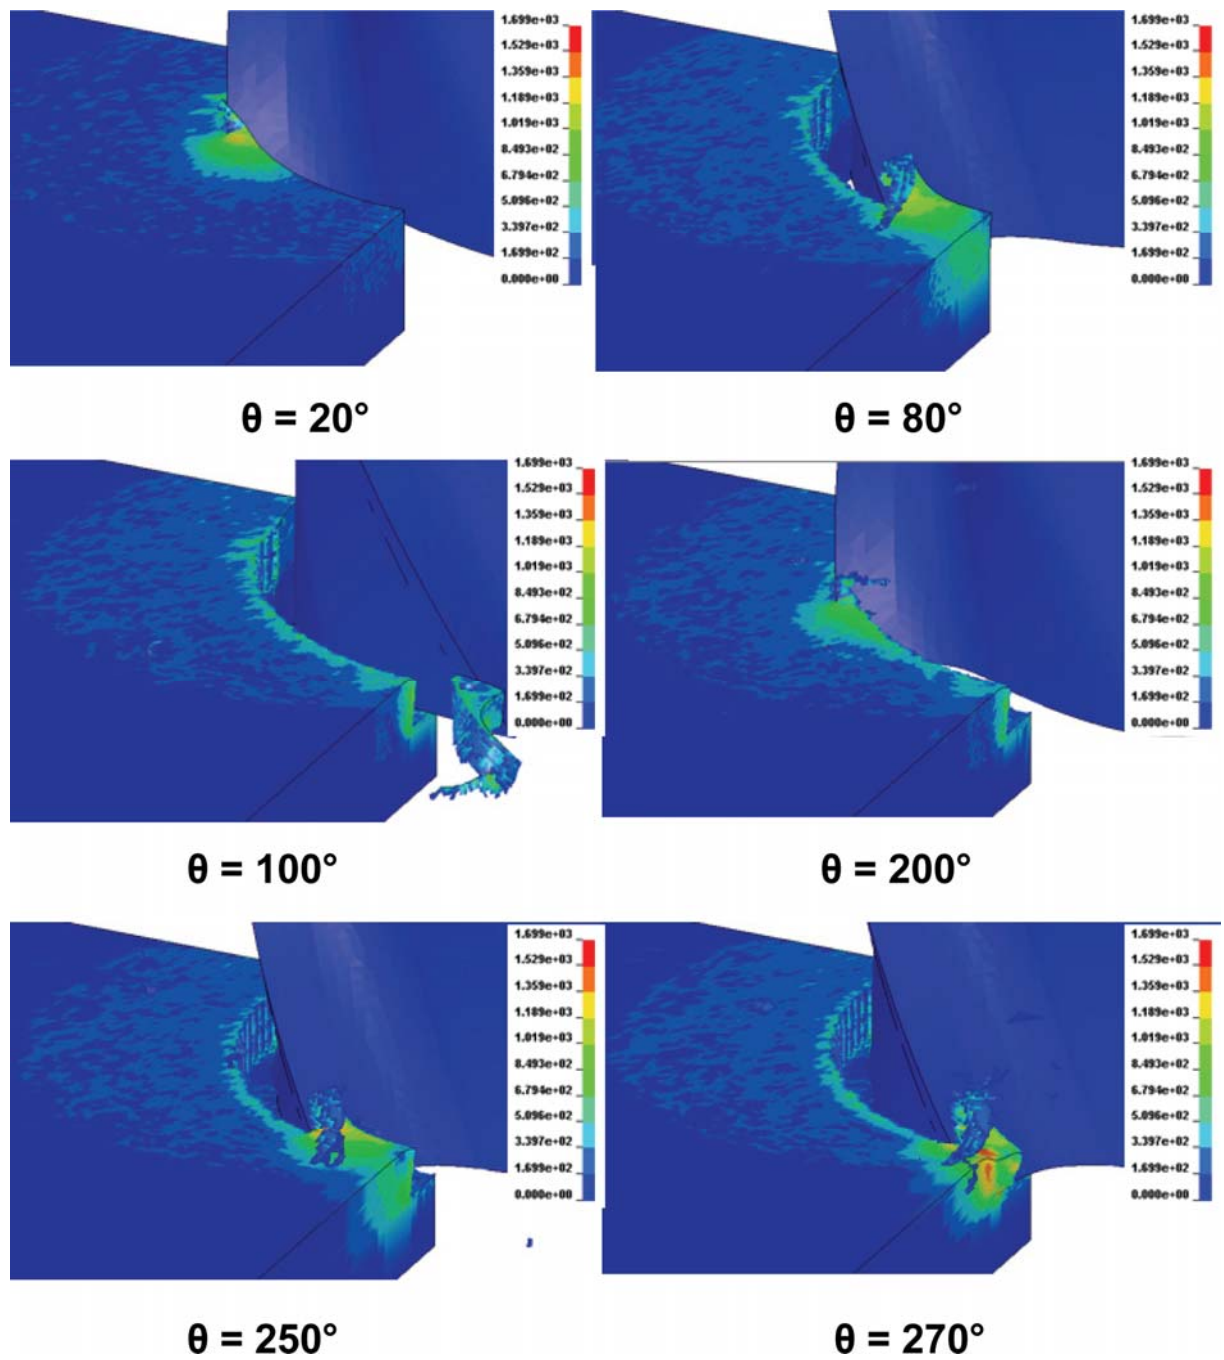 1.699e+03
1.529e+03
1.359e+03
1.189e+03
1.019e+03
8.493e+02
6.794e+02
5.096e+02
3.397e+02
1.699e+02
0.000e+00
1.699e+03
1.529e+03
1.359e+03
1.189e+03
1.019e+03
8.493e+02
6.794e+02
5.096e+02
3.397e+02
1.699e+02
0.000e+00
θ = 20°
θ = 80°
1.699e+03
1.529e+03
1.359e+03
1.189e+03
1.019e+03
8.493e+02
6.794e+02
5.096e+02
3.397e+02
1.699e+02
0.000e+00
1.699e+03
1.529e+03
1.359e+03
1.189e+03
1.019e+03
8.493e+02
6.794e+02
5.096e+02
3.397e+02
1.699e+02
0.000e+00
θ = 100°
θ = 200°
1.699e+03
1.529e+03
1.359e+03
1.189e+03
1.019e+03
8.493e+02
6.794e+02
5.096e+02
3.397e+02
1.699e+02
0.000e+00
1.699e+03
1.529e+03
1.359e+03
1.189e+03
1.019e+03
8.493e+02
6.794e+02
5.096e+02
3.397e+02
1.699e+02
0.000e+00
θ = 250°
θ = 270°